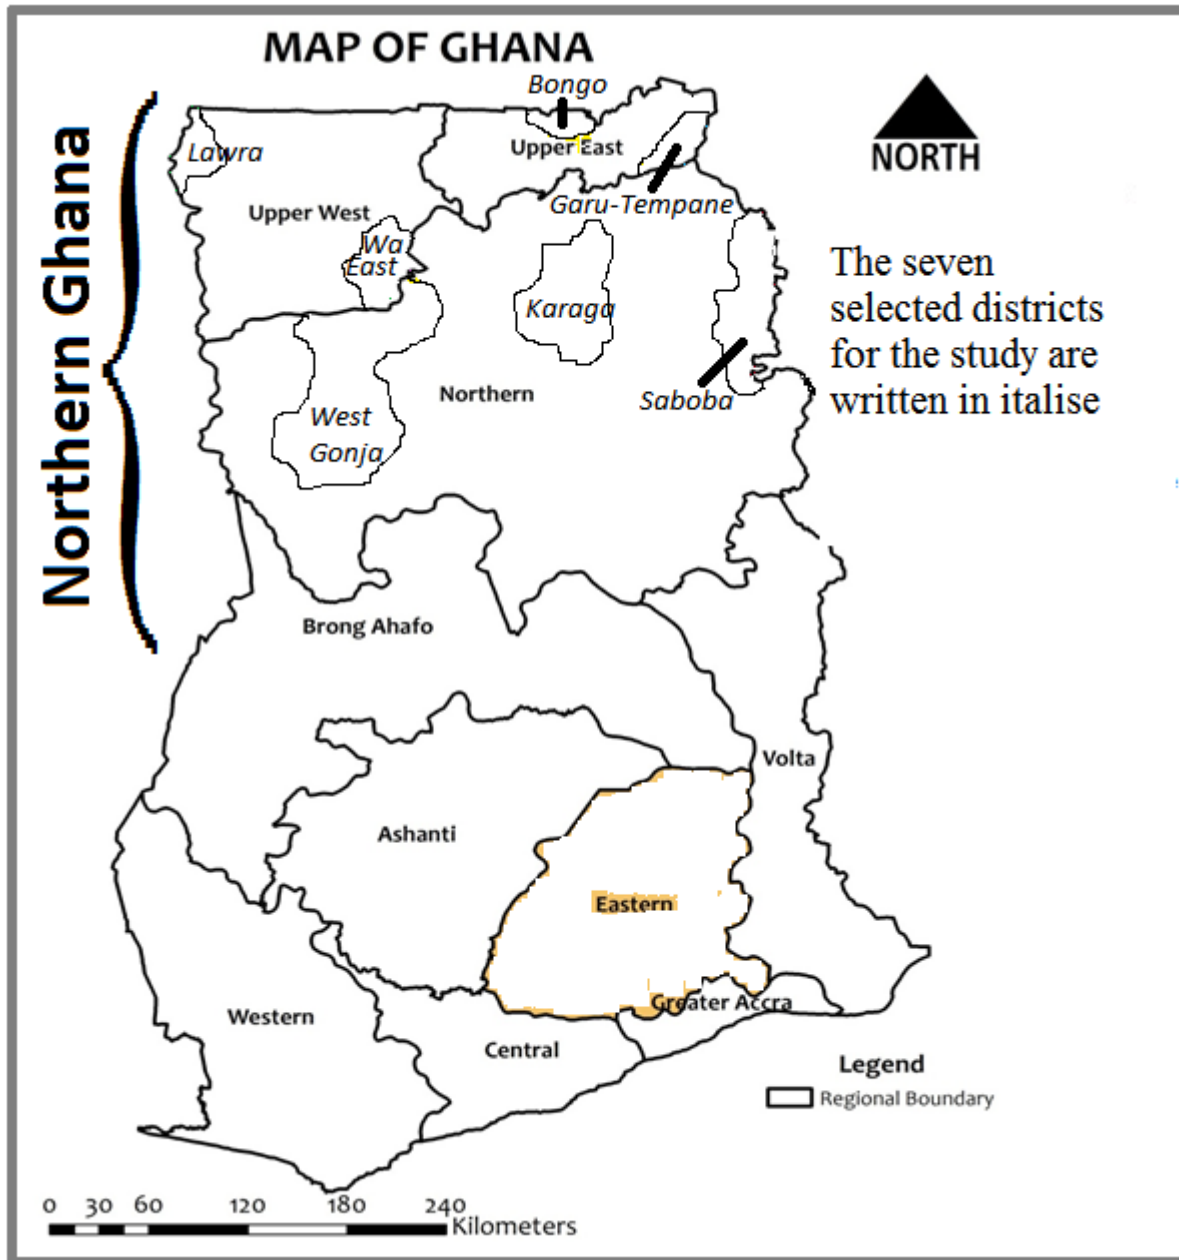 MAP OF GHANA
Northern Ghana
Bongo
NORTH
Lawra
Upper East
Garu-Tempane
Upper West
Wa
East
Karaga
The seven
selected districts
for the study are
written in italise
Northern
Saboba
West
Gonja
Brong Ahafo
Volta
Ashanti
Eastern
Greater Accra
Western
Central
Legend
Regional Boundary
0 30 60 120 180 240
Kilometers